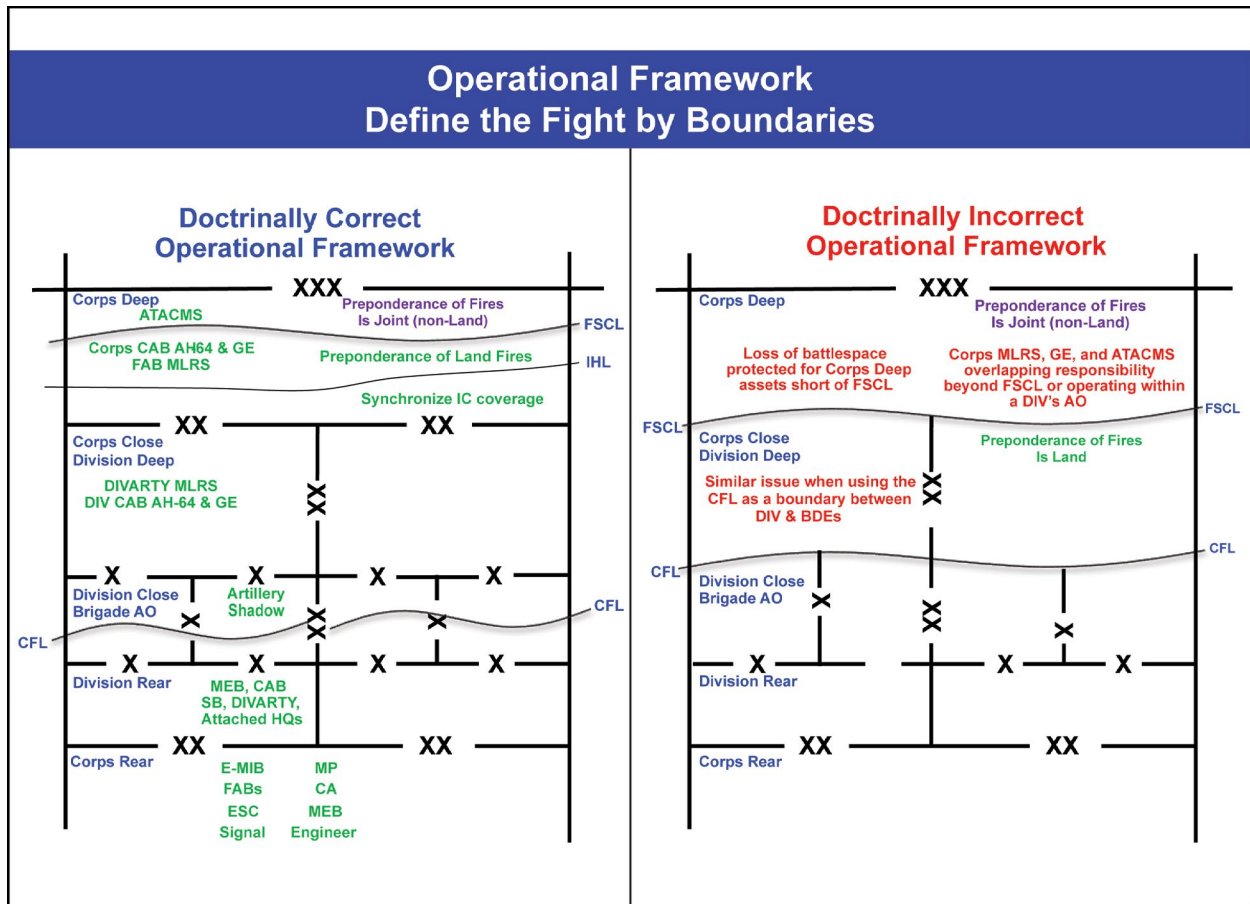 Operational Framework
Define the Fight by Boundaries
Doctrinally Correct
Operational Framework
XXX
Corps Deep
ATACMS
Preponderance of Fires
Is Joint (non-Land)
FSCL
Corps CAB AH64 & GE
FAB MLRS
Preponderance of Land Fires
IHL
Synchronize IC coverage
XX
XX
Corps Close
Division Deep
DIVARTY MLRS
DIV CAB AH-64 & GE
XX
X
X
X
X
Division Close
Brigade AO
Artillery
Shadow
CFL
X
XX
X
CFL
X
X
X
X
Division Rear
MEB, CAB
SB, DIVARTY,
Attached HQs
XX
XX
Corps Rear
E-MIB
MP
FABs
CA
ESC
MEB
Signal
Engineer
Doctrinally Incorrect
Operational Framework
XXX
Corps Deep
Preponderance of Fires
Is Joint (non-Land)
Loss of battlespace
protected for Corps Deep
assets short of FSCL
Corps MLRS, GE, and ATACMS
overlapping responsibility
beyond FSCL or operating within
a DIV's AO
FSCL
FSCL
Corps Close
Division Deep
Preponderance of Fires
Is Land
XX
Similar issue when using the
CFL as a boundary between
DIV & BDEs
CFL
CFL
Division Close
Brigade AO
X
XX
X
X
X
X
Division Rear
XX
XX
Corps Rear